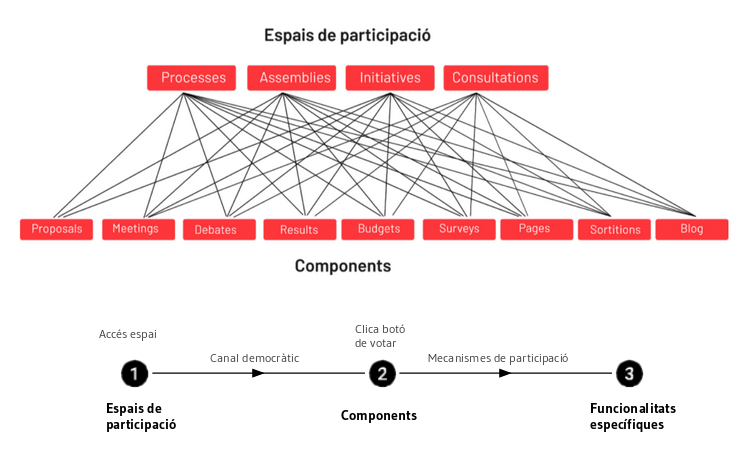 Espais de participació
Processes
Assemblies
Initiatives
Consultations
Proposals
Meetings
Debates
Results
Budgets
Surveys
Pages
Sortitions
Blog
Components
Accés espai
Clica botó
de votar
Canal democràtic
Mecanismes de participació
1
2
3
Espais de
participació
Components
Funcionalitats
específiques